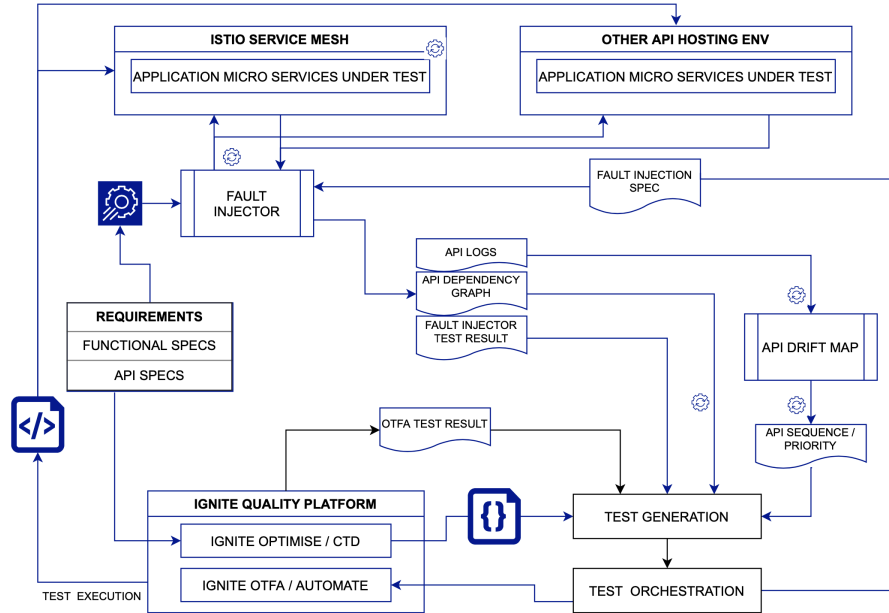 ISTIO SERVICE MESH
APPLICATION MICRO SERVICES UNDER TEST
OTHER API HOSTING ENV
APPLICATION MICRO SERVICES UNDER TEST
FAULT
INJECTOR
FAULT INJECTION
SPEC
API LOGS
API DEPENDENCY
GRAPH
FAULT INJECTOR
TEST RESULT
REQUIREMENTS
FUNCTIONAL SPECS
API SPECS
API DRIFT MAP
</>
OTFA TEST RESULT
API SEQUENCE /
PRIORITY
IGNITE QUALITY PLATFORM
IGNITE OPTIMISE / CTD
{}
TEST GENERATION
IGNITE OTFA / AUTOMATE
TEST ORCHESTRATION
TEST EXECUTION